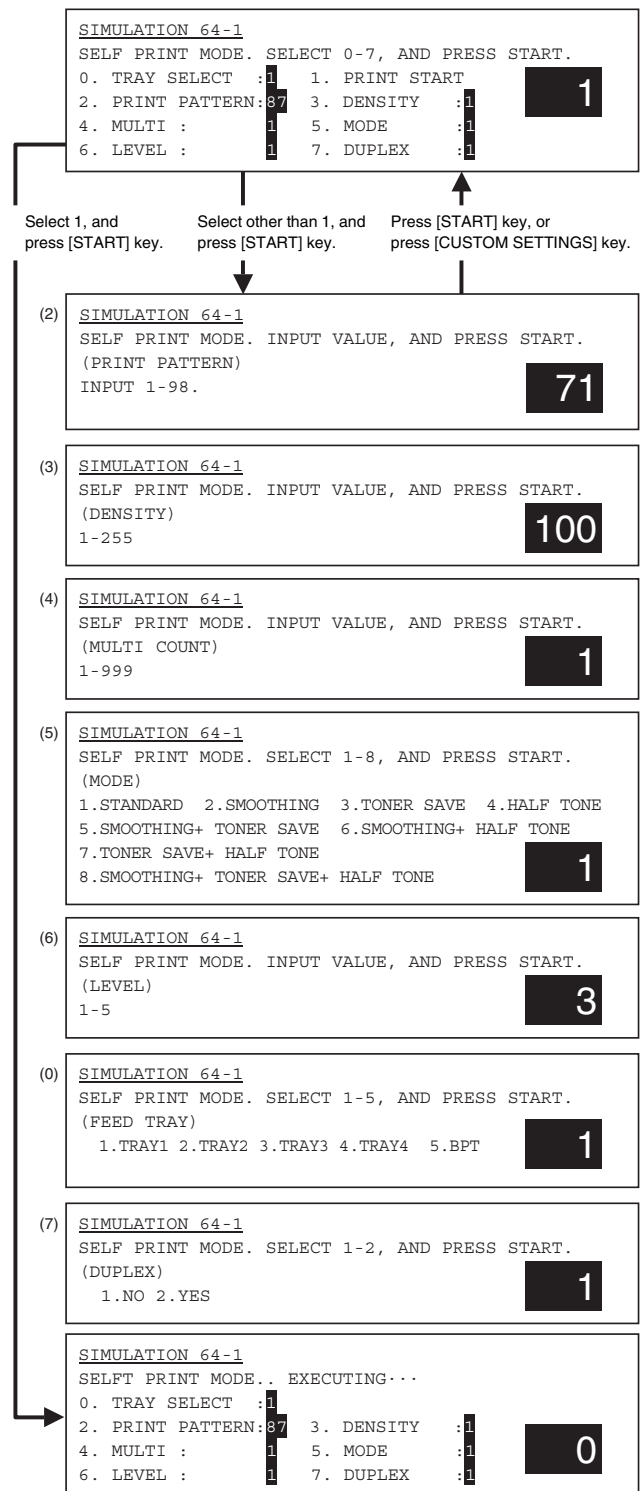 SIMULATION 64-1
SELF PRINT MODE. SELECT 0-7, AND PRESS START.
0. TRAY SELECT :1 1. PRINT START
2. PRINT PATTERN:87 3. DENSITY :1
4. MULTI : 1 5. MODE :1
6. LEVEL : 1 7. DUPLEX :1
1
Select 1, and
press [START] key.
Select other than 1, and
press [START] key.
Press [START] key, or
press [CUSTOM SETTINGS] key.
(2)
SIMULATION 64-1
SELF PRINT MODE. INPUT VALUE, AND PRESS START.
(PRINT PATTERN)
INPUT 1-98.
71
(3)
SIMULATION 64-1
SELF PRINT MODE. INPUT VALUE, AND PRESS START.
(DENSITY)
1-255
100
(4)
SIMULATION 64-1
SELF PRINT MODE. INPUT VALUE, AND PRESS START.
(MULTI COUNT)
1-999
1
(5)
SIMULATION 64-1
SELF PRINT MODE. SELECT 1-8, AND PRESS START.
(MODE)
1.STANDARD 2.SMOOTHING 3.TONER SAVE 4.HALF TONE
5.SMOOTHING+ TONER SAVE 6.SMOOTHING+ HALF TONE
7.TONER SAVE+ HALF TONE
8.SMOOTHING+ TONER SAVE+ HALF TONE
1
(6)
SIMULATION 64-1
SELF PRINT MODE. INPUT VALUE, AND PRESS START.
(LEVEL)
1-5
3
(0)
SIMULATION 64-1
SELF PRINT MODE. SELECT 1-5, AND PRESS START.
(FEED TRAY)
1.TRAY1 2.TRAY2 3.TRAY3 4.TRAY4 5.BPT
1
(7)
SIMULATION 64-1
SELF PRINT MODE. SELECT 1-2, AND PRESS START.
(DUPLEX)
1.NO 2.YES
1
SIMULATION 64-1
SELFT PRINT MODE.. EXECUTING···
0. TRAY SELECT :1
2. PRINT PATTERN:87 3. DENSITY :1
4. MULTI : 1 5. MODE :1
6. LEVEL : 1 7. DUPLEX :1
0